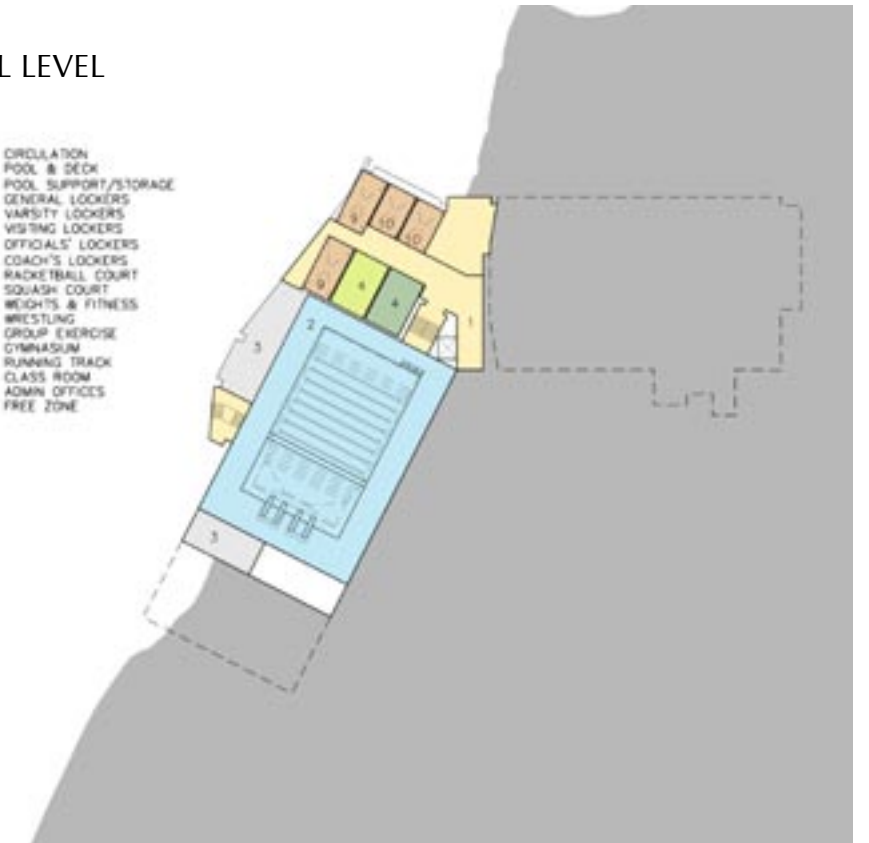 L LEVEL
CIRCULATION
POOL & DECK
POOL SUPPORT/STORAGE
GENERAL LOCKERS
VARSITY LOCKERS
VISITING LOCKERS
OFFICIALS' LOCKERS
COACH'S LOCKERS
RACKETBALL COURT
SQUASH COURT
WEIGHTS & FITNESS
WRESTLING
GROUP EXERCISE
GYMNASIUM
RUNNING TRACK
CLASS ROOM
ADMIN OFFICES
FREE ZONE
9
10
10
9
4
4
1
2
3
3